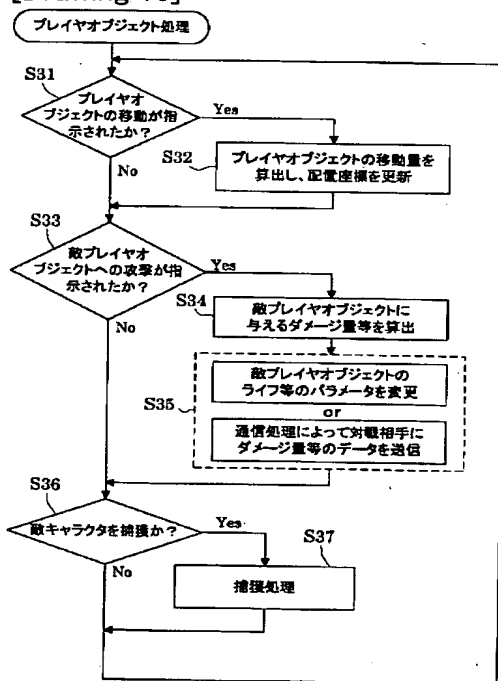 プレイヤオブジェクト処理
S31
プレイヤオ
ブジェクトの移動が指
示されたか?
Yes
No
S32
プレイヤオブジェクトの移動量を
算出し、配置座標を更新
S33
敵プレイヤオ
ブジェクトへの攻撃が指
示されたか?
Yes
No
S34
敵プレイヤオブジェクトに
与えるダメージ量等を算出
S35
敵プレイヤオブジェクトの
ライフ等のパラメータを変更
or
通信処理によって対戦相手に
ダメージ量等のデータを送信
S36
敵キャラクタを捕獲か?
Yes
No
S37
捕獲処理